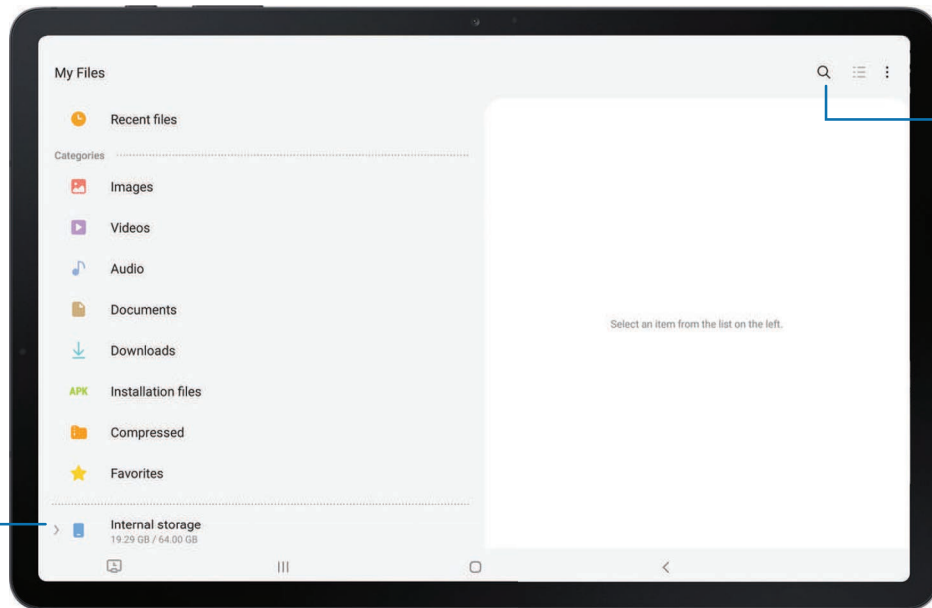 My Files
Recent files
Categories
Images
Videos
Audio
Documents
Downloads
APK Installation files
Compressed
Favorites
Internal storage
19.29 GB / 64.00 GB
Select an item from the list on the left.